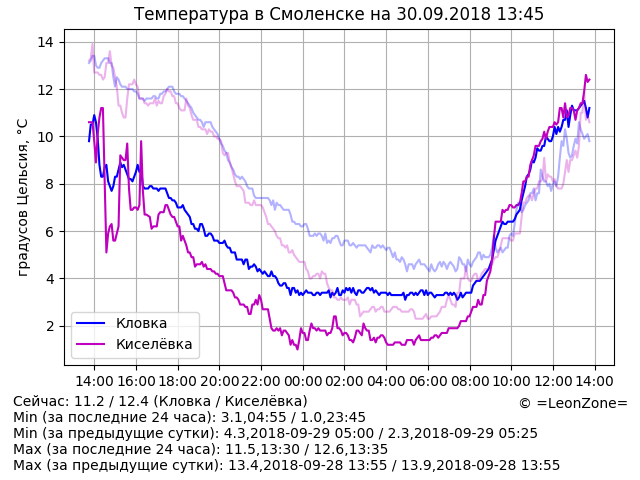 Температура в Смоленске на 30.09.2018 13:45
градусов Цельсия, °C
14
12
10
8
6
4
2
Кловка
Киселёвка
14:00 16:00 18:00 20:00 22:00 00:00 02:00 04:00 06:00 08:00 10:00 12:00 14:00
Сейчас: 11.2 / 12.4 (Кловка / Киселёвка)
© =LeonZone=
Min (за последние 24 часа): 3.1,04:55 / 1.0,23:45
Min (за предыдущие сутки): 4.3,2018-09-29 05:00 / 2.3,2018-09-29 05:25
Max (за последние 24 часа): 11.5,13:30 / 12.6,13:35
Max (за предыдущие сутки): 13.4,2018-09-28 13:55 / 13.9,2018-09-28 13:55